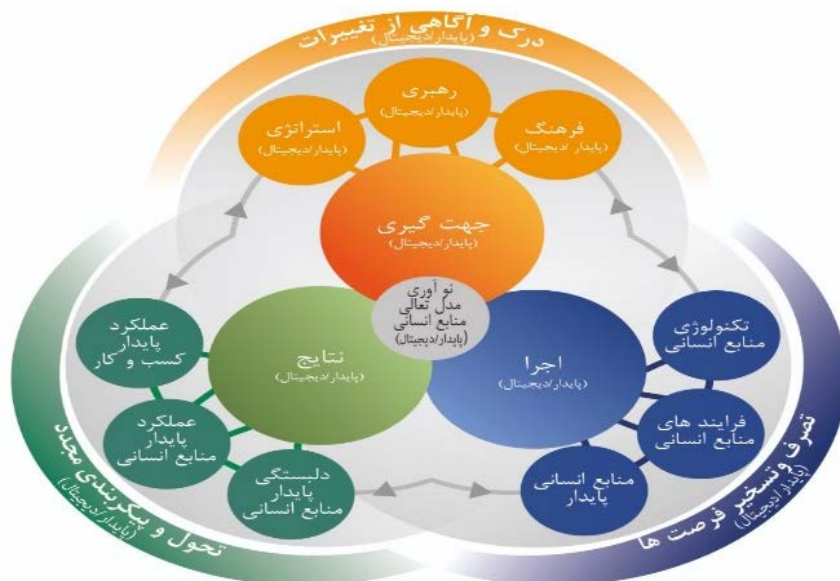 درک و آگاهی از تغییرات
(پایدار/دیجیتال)
رهبری
(پایدار/دیجیتال)
فرهنگ
(پایدار /دیجیتال)
استراتژی
(پایدار/دیجیتال)
جهت گیری
(پایدار/دیجیتال)
نو آوری
مدل تعالی
منابع انسانی
(پایدار/دیجیتال)
اجرا
(پایدار/دیجیتال)
تکنولوژی
منابع انسانی
فرایند های
منابع انسانی
منابع انسانی
پایدار
تصرف و تسخیر فرصت ها
(پایدار/دیجیتال)
نتایج
(پایدار/دیجیتال)
عملکرد
پایدار
کسب و کار
عملکرد
پایدار
منابع انسانی
دلبستگی
پایدار
منابع انسانی
تحول و پیکربندی مجدد
(پایدار/دیجیتال)